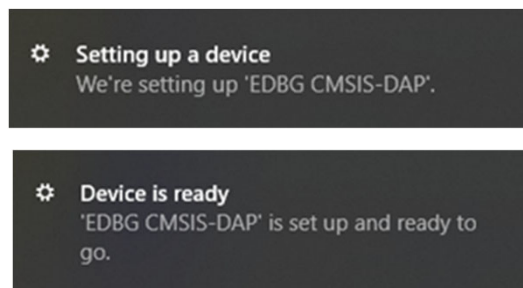 Setting up a device
We're setting up 'EDBG CMSIS-DAP'.
Device is ready
'EDBG CMSIS-DAP' is set up and ready to
go.